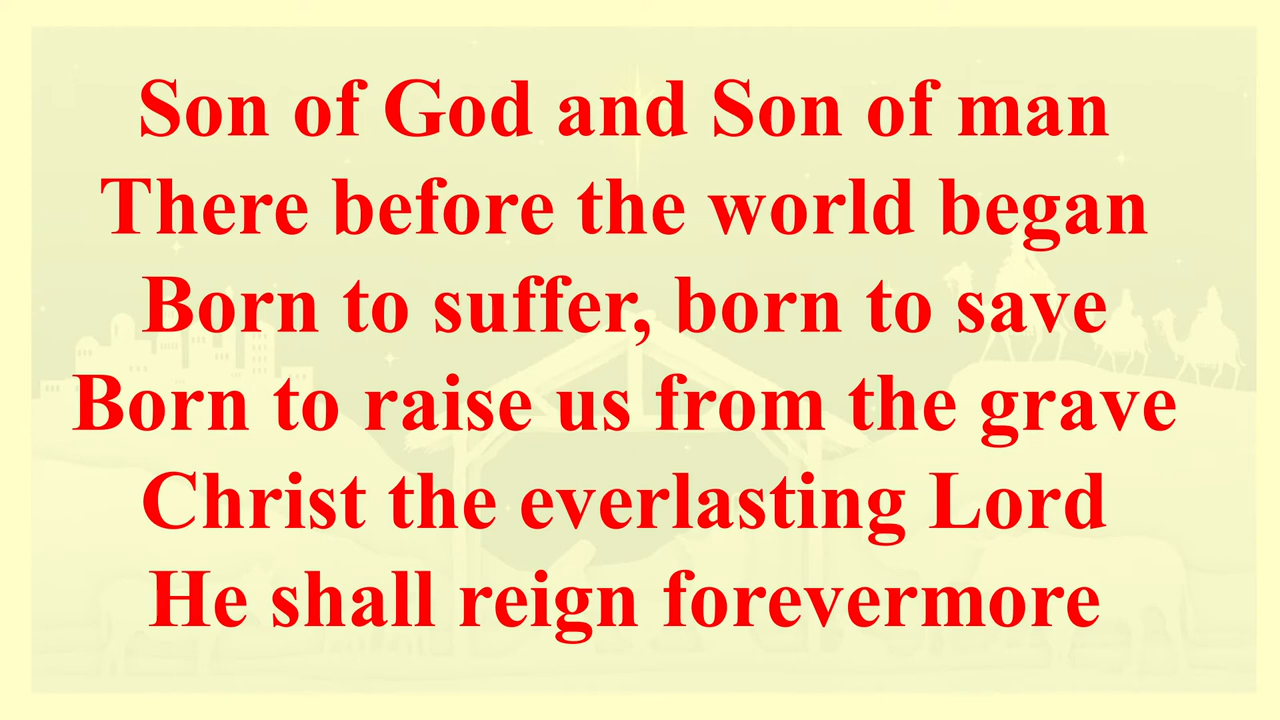 Son of God and Son of man
There before the world began
Born to suffer, born to save
Born to raise us from the grave
Christ the everlasting Lord
He shall reign forevermore